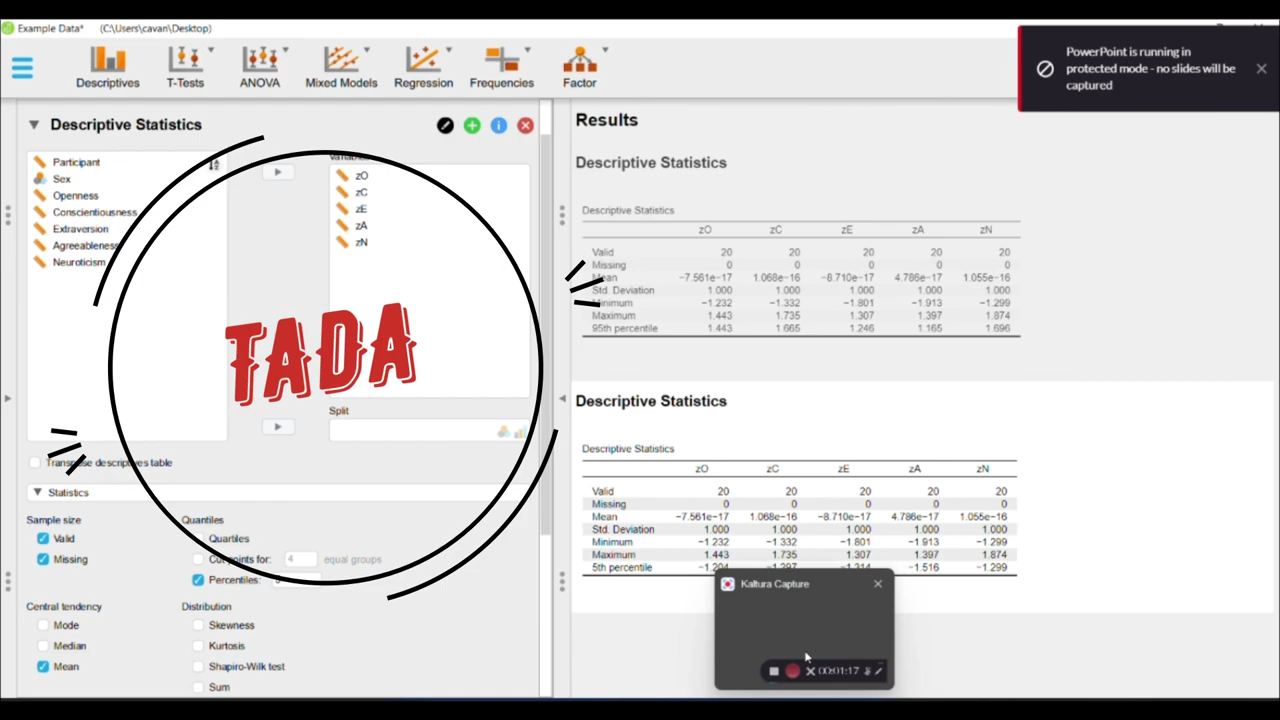 Example Data* (C:\Users\cavan\Desktop)
Descriptives T-Tests ANOVA Mixed Models Regression Frequencies Factor
PowerPoint is running in
protected mode - no slides will be
captured
Descriptive Statistics
Participant
Sex
Openness
Conscientiousness
Extraversion
Agreeableness
Neuroticism
Variables
zO
zC
zE
zA
zN
TADA
Split
Transpose descriptives table
Statistics
Sample size
Valid
Missing
Central tendency
Mode
Median
Mean
Quantiles
Quartiles
Cut points for: 4 equal groups
Percentiles:
Distribution
Skewness
Kurtosis
Shapiro-Wilk test
Sum
Results
Descriptive Statistics
Descriptive Statistics
zO zC zE zA zN
Valid 20 20 20 20 20
Missing 0 0 0 0 0
Mean −7.561e−17 1.068e−16 −8.710e−17 4.786e−17 1.055e−16
Std. Deviation 1.000 1.000 1.000 1.000 1.000
Minimum −1.232 −1.332 −1.801 −1.913 −1.299
Maximum 1.443 1.735 1.307 1.397 1.874
95th percentile 1.443 1.665 1.246 1.165 1.696
Descriptive Statistics
Descriptive Statistics
zO zC zE zA zN
Valid 20 20 20 20 20
Missing 0 0 0 0 0
Mean −7.561e−17 1.068e−16 −8.710e−17 4.786e−17 1.055e−16
Std. Deviation 1.000 1.000 1.000 1.000 1.000
Minimum −1.232 −1.332 −1.801 −1.913 −1.299
Maximum 1.443 1.735 1.307 1.397 1.874
5th percentile −1.516 −1.299
Kaltura Capture
00:01:17